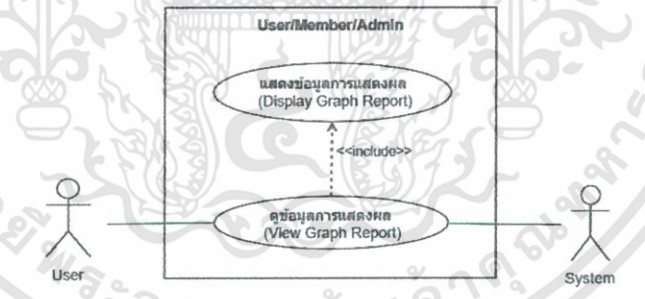 User/Member/Admin
แสดงข้อมูลการแสดงผล
(Display Graph Report)
<<include>>
ดูข้อมูลการแสดงผล
(View Graph Report)
User
System